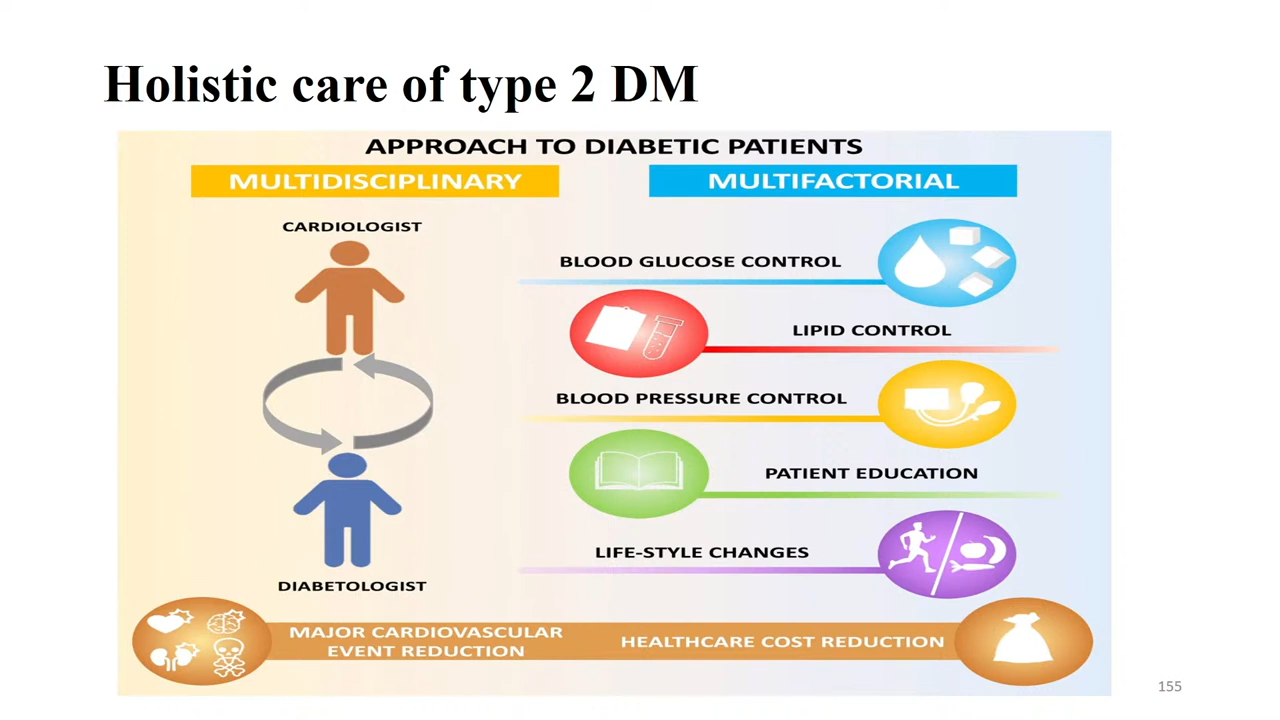 Holistic care of type 2 DM
APPROACH TO DIABETIC PATIENTS
MULTIDISCIPLINARY
CARDIOLOGIST
DIABETOLOGIST
MULTIFACTORIAL
BLOOD GLUCOSE CONTROL
LIPID CONTROL
BLOOD PRESSURE CONTROL
PATIENT EDUCATION
LIFE-STYLE CHANGES
MAJOR CARDIOVASCULAR
EVENT REDUCTION
HEALTHCARE COST REDUCTION
155